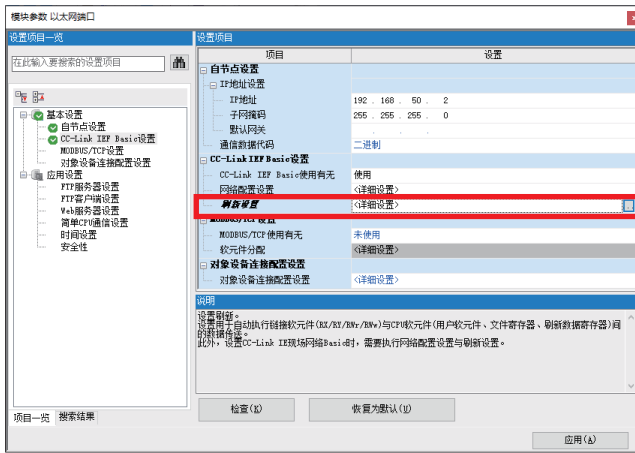 模块参数 以太网端口
设置项目一览
在此输入要搜索的设置项目
基本设置
自节点设置
CC-Link IEF Basic设置
MODBUS/TCP设置
对象设备连接配置设置
应用设置
FTP服务器设置
FTP客户端设置
Web服务器设置
简单CPU通信设置
时间设置
安全性
项目一览 搜索结果
设置项目
项目 设置
自节点设置
IP地址设置
IP地址 192 . 168 . 50 . 2
子网掩码 255 . 255 . 255 . 0
默认网关 . . .
通信数据代码 二进制
CC-Link IEF Basic设置
CC-Link IEF Basic使用有无 使用
网络配置设置 <详细设置>
刷新设置 <详细设置>
MODBUS/TCP设置
MODBUS/TCP使用有无 未使用
软元件分配 <详细设置>
对象设备连接配置设置
对象设备连接配置设置 <详细设置>
说明
设置刷新。
设置用于自动执行链接软元件(RX/RY/RWr/RWw)与CPU软元件(用户软元件、文件寄存器、刷新数据寄存器)间
的数据传送。
此外，设置CC-Link IE现场网络Basic时，需要执行网络配置设置与刷新设置。
检查(K) 恢复为默认(U)
应用(A)